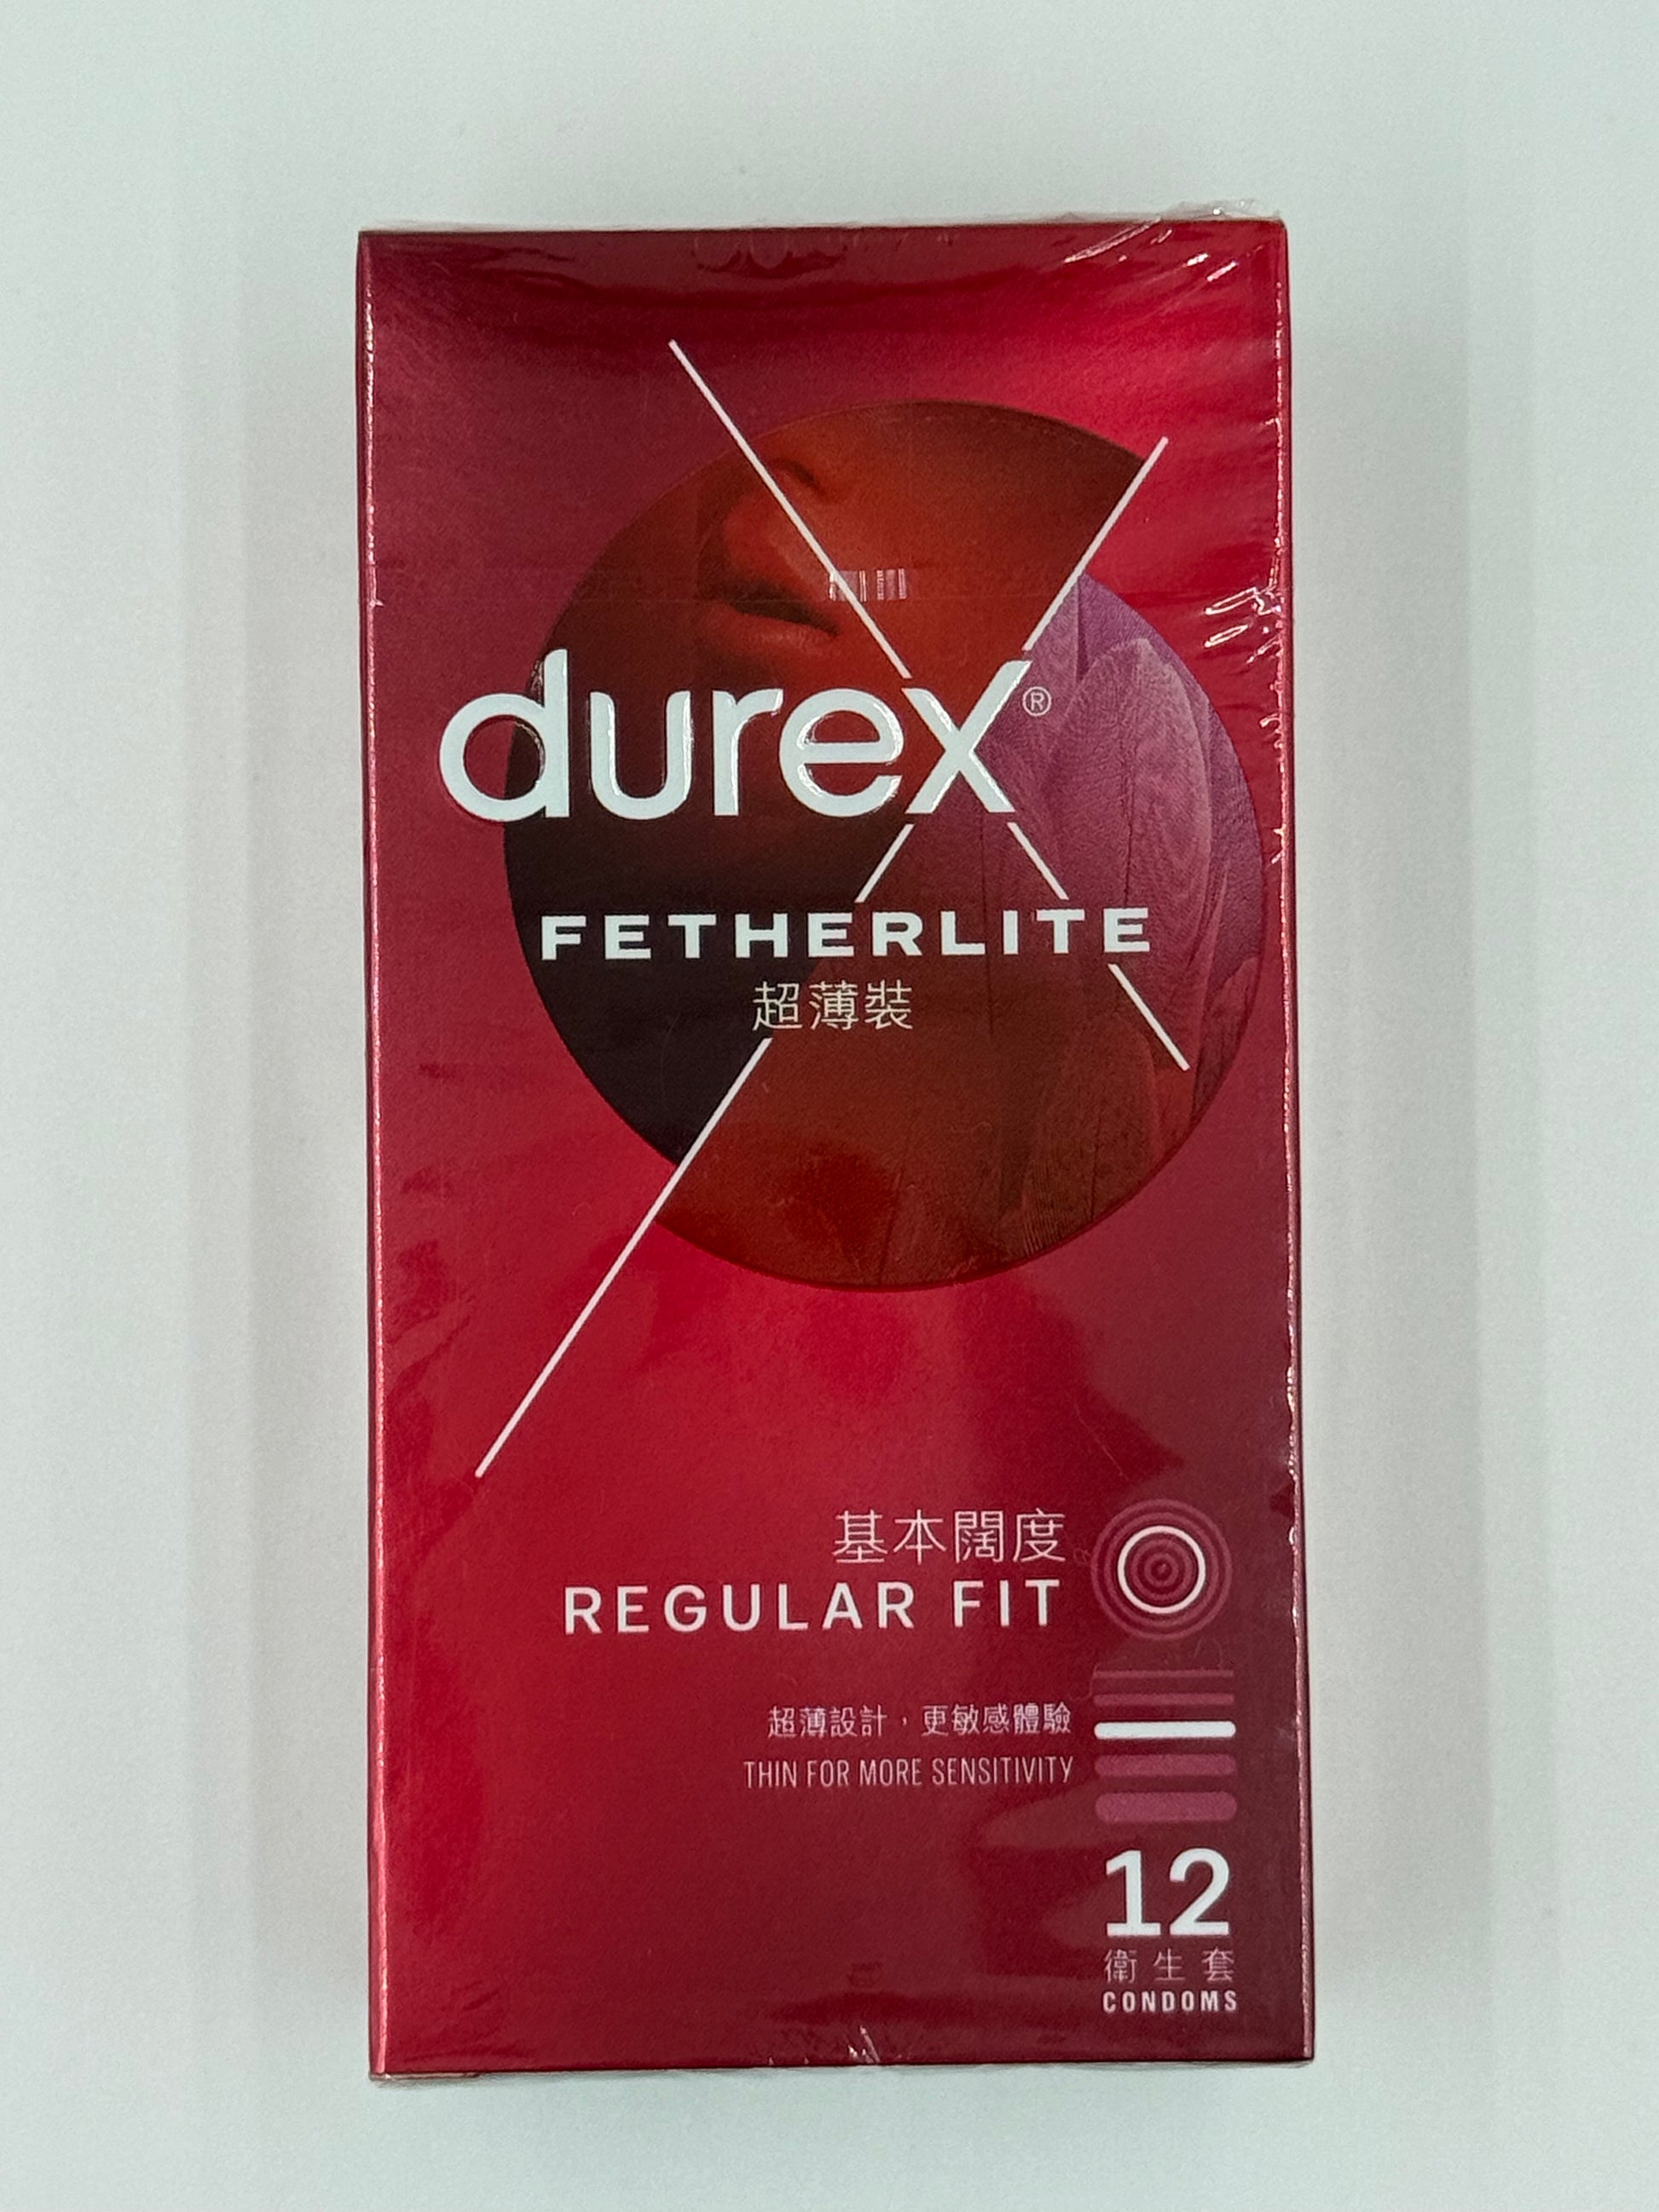 durex®
FETHERLITE
超薄裝
基本闊度
REGULAR FIT
超薄設計，更敏感體驗
THIN FOR MORE SENSITIVITY
12
衛生套
CONDOMS